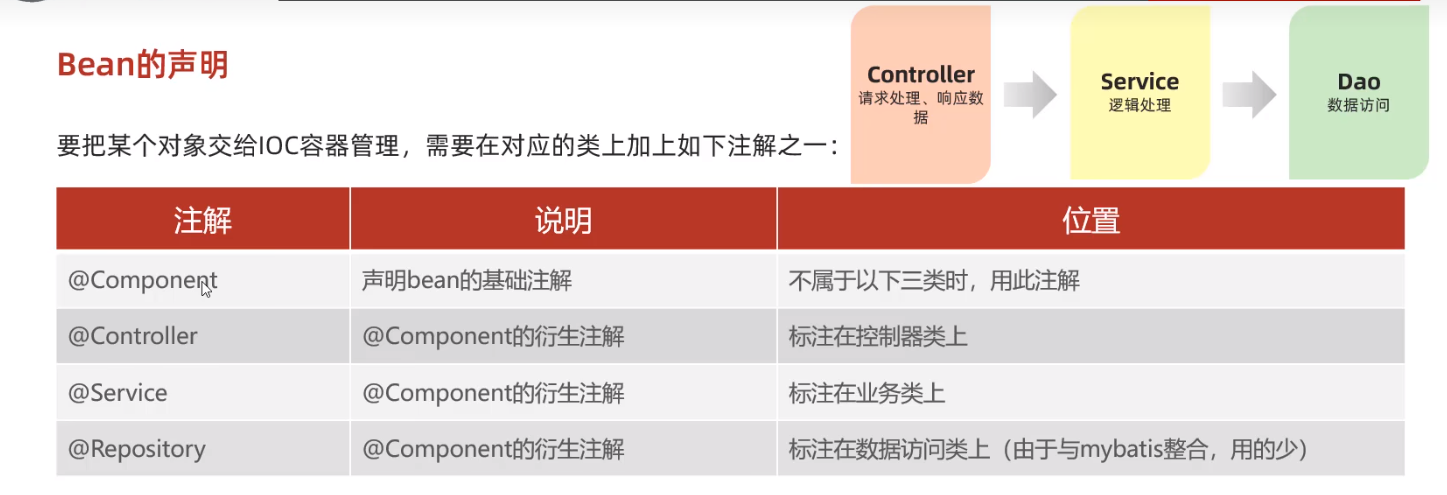 Bean的声明
Controller
请求处理、响应数
据
Service
逻辑处理
Dao
数据访问
要把某个对象交给IOC容器管理，需要在对应的类上加上如下注解之一：
注解 说明 位置
@Component 声明bean的基础注解 不属于以下三类时，用此注解
@Controller @Component的衍生注解 标注在控制器类上
@Service @Component的衍生注解 标注在业务类上
@Repository @Component的衍生注解 标注在数据访问类上（由于与mybatis整合，用的少）